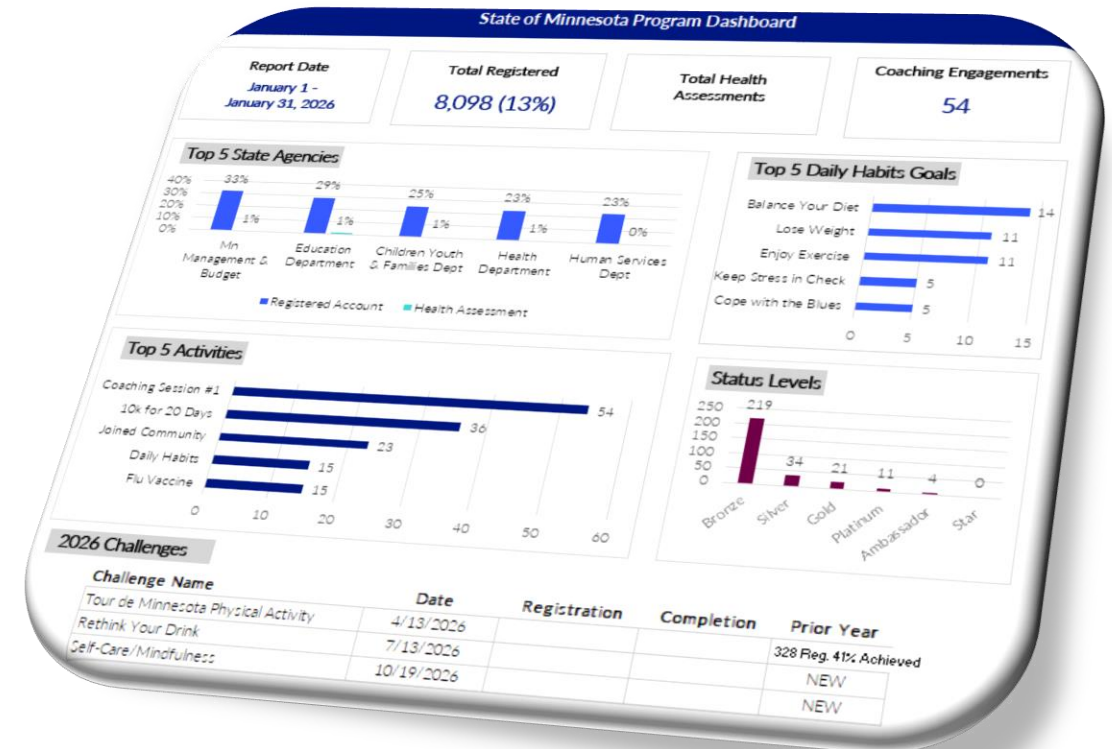 State of Minnesota Program Dashboard
Report Date
January 1 -
January 31, 2026
Total Registered
8,098 (13%)
Total Health
Assessments
Coaching Engagements
54
Top 5 State Agencies
40%
30%
20%
10%
0%
33%
1%
29%
1%
25%
1%
23%
1%
23%
0%
Mn
Management &
Budget
Education
Department
Children Youth
& Families Dept
Health
Department
Human Services
Dept
Registered Account
Health Assessment
Top 5 Daily Habits Goals
Balance Your Diet
14
Lose Weight
11
Enjoy Exercise
11
Keep Stress in Check
5
Cope with the Blues
5
0 5 10 15
Top 5 Activities
Coaching Session #1
54
10k for 20 Days
36
Joined Community
23
Daily Habits
15
Flu Vaccine
15
0 10 20 30 40 50 60
Status Levels
250
200
150
100
50
0
219
34
21
11
4
0
Bronze
Silver
Gold
Platinum
Ambassador
Star
2026 Challenges
Challenge Name Date Registration Completion Prior Year
Tour de Minnesota Physical Activity 4/13/2026 328 Reg. 41% Achieved
Rethink Your Drink 7/13/2026 NEW
Self-Care/Mindfulness 10/19/2026 NEW